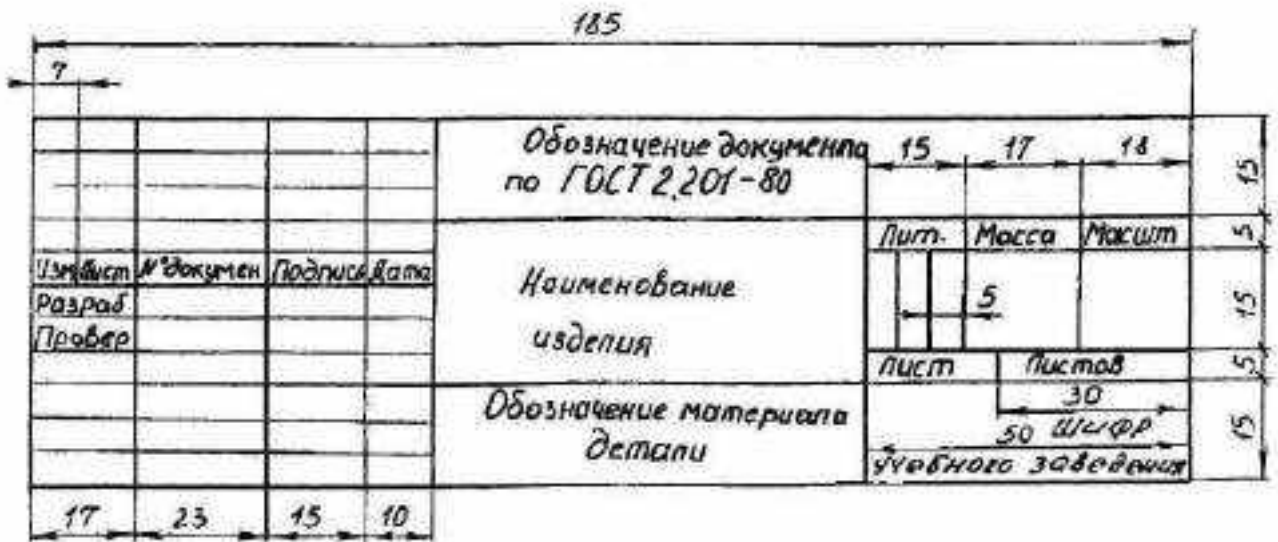 185
7
Обозначение документа
по ГОСТ 2.201-80
15 17 18
15
Лит. Масса Масшт
5
Изм Лист № докумен Подпись Дата
Наименование
изделия
5
15
Разраб
Провер
Лист Листов
5
30
Обозначение материала
детали
50 Шифр
учебного заведения
15
17 23 15 10